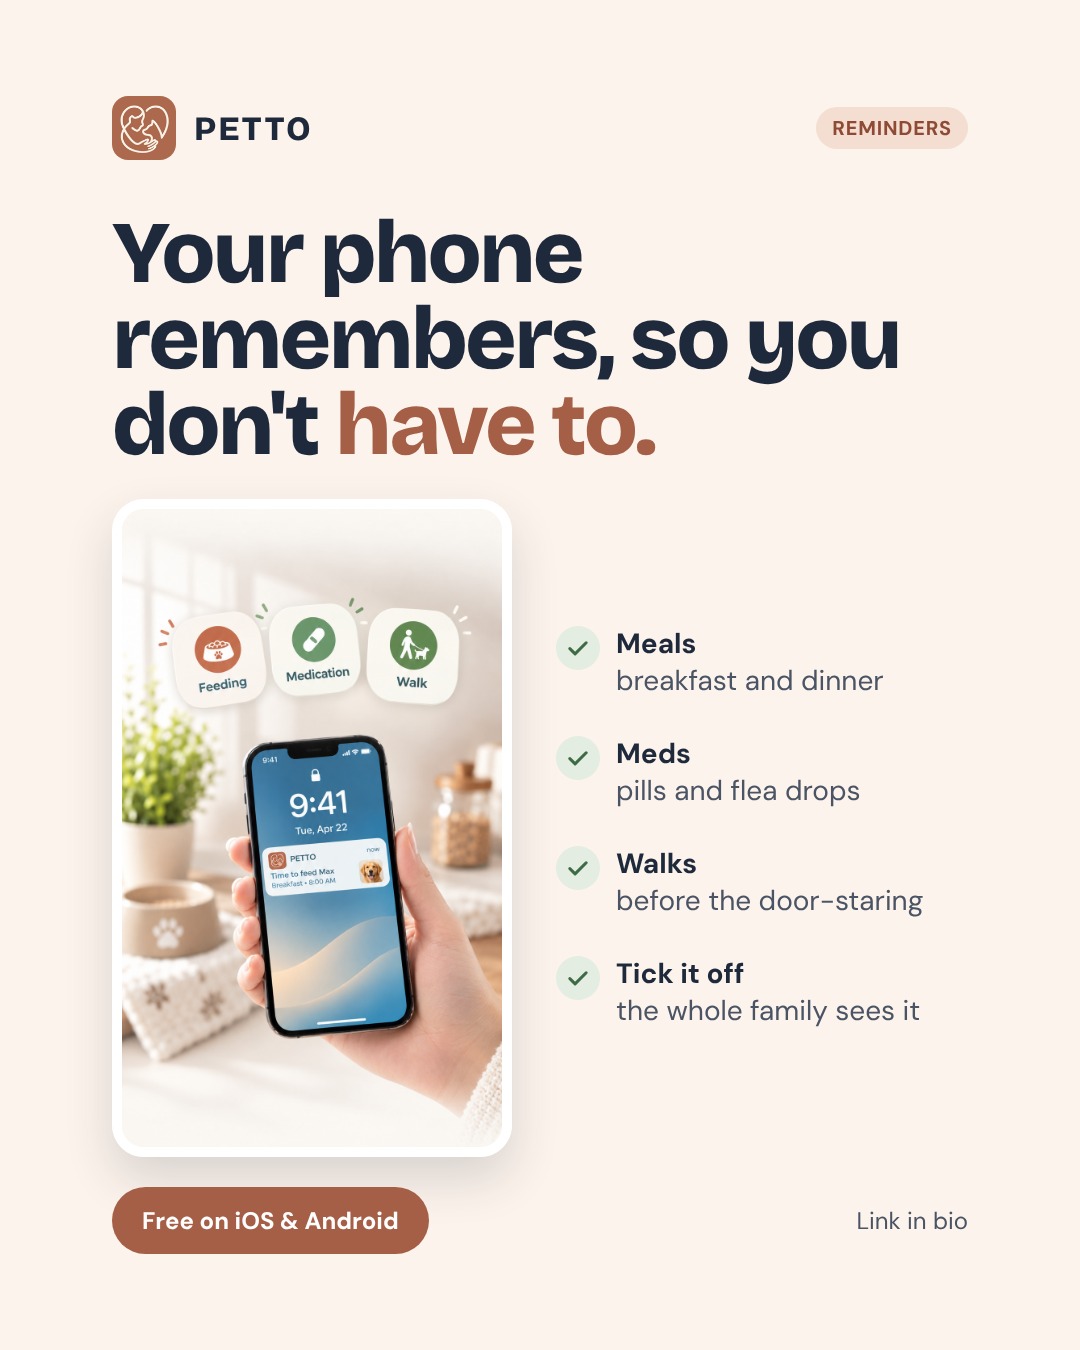 PETTO
REMINDERS
Your phone
remembers, so you
don't have to.
Feeding
Medication
Walk
9:41
9:41
Tue, Apr 22
PETTO
now
Time to feed Max
Breakfast • 8:00 AM
Meals
breakfast and dinner
Meds
pills and flea drops
Walks
before the door-staring
Tick it off
the whole family sees it
Free on iOS & Android
Link in bio